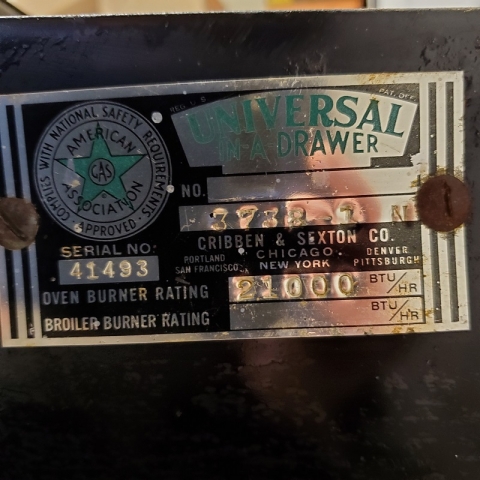 COMPLIES WITH NATIONAL SAFETY REQUIREMENTS
APPROVED
AMERICAN
GAS
ASSOCIATION
REG. U.S. PAT. OFF.
UNIVERSAL
IN-A-DRAWER
NO.
N
GRIBBEN & SEXTON CO.
PORTLAND CHICAGO DENVER
SAN FRANCISCO NEW YORK PITTSBURGH
SERIAL NO.
41493
OVEN BURNER RATING 21000 BTU/HR
BROILER BURNER RATING BTU/HR